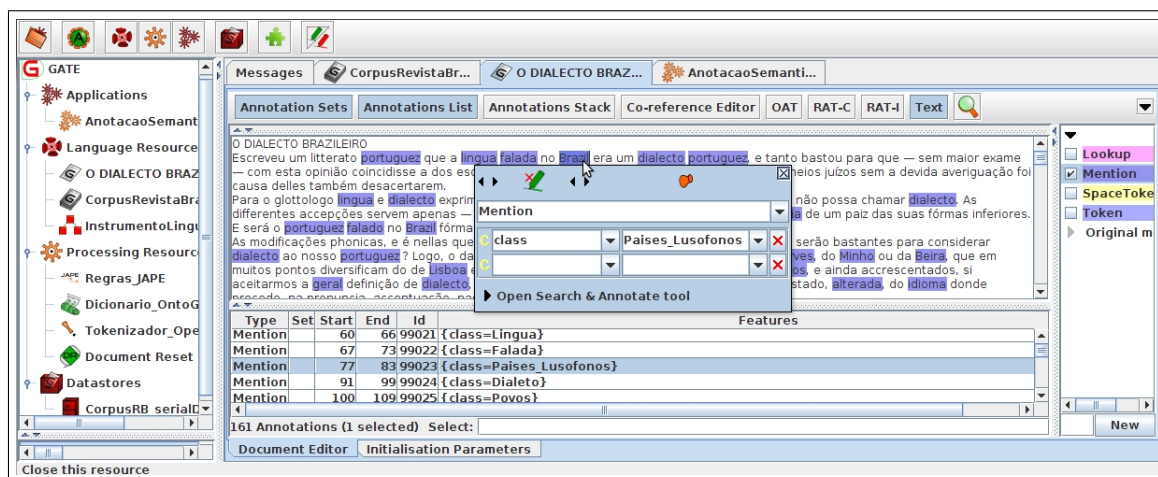 GATE
Applications
AnotacaoSemant
Language Resource
O DIALECTO BRAZ
CorpusRevistaBra
InstrumentoLingu
Processing Resourc
JAPE Regras_JAPE
Dicionario_OntoG
Tokenizador_Ope
Document Reset
Datastores
CorpusRB serialD
Close this resource
Messages CorpusRevistaBr... O DIALECTO BRAZ... AnotacaoSemanti...
Annotation Sets Annotations List Annotations Stack Co-reference Editor OAT RAT-C RAT-I Text
O DIALECTO BRAZILEIRO
Escreveu um litterato portuguez que a lingua falada no Brazil era um dialecto portuguez, e tanto bastou para que — sem maior exame
— com esta opinião coincidisse a dos esc heios juízos sem a devida averiguação foi
causa delles também desacertarem.
Para o glottologo lingua e dialecto exprim não possa chamar dialecto. As
differentes accepções servem apenas — de um paiz das suas fórmas inferiores.
E será o portuguez falado no Brazil fórma
As modificações phonicas, e é nellas que serão bastantes para considerar
dialecto ao nosso portuguez ? Logo, o da ves, do Minho ou da Beira, que em
muitos pontos diversificam do de Lisboa e os, e ainda accrescentados, si
aceitarmos a geral definição de dialecto, stado, alterada, do idioma donde
Mention
class Paises_Lusofonos
Open Search & Annotate tool
Type Set Start End Id Features
Mention 60 66 99021 {class=Lingua}
Mention 67 73 99022 {class=Falada}
Mention 77 83 99023 {class=Paises_Lusofonos}
Mention 91 99 99024 {class=Dialeto}
Mention 100 109 99025 {class=Povos}
161 Annotations (1 selected) Select:
Document Editor Initialisation Parameters
Lookup
Mention
SpaceToke
Token
Original m
New